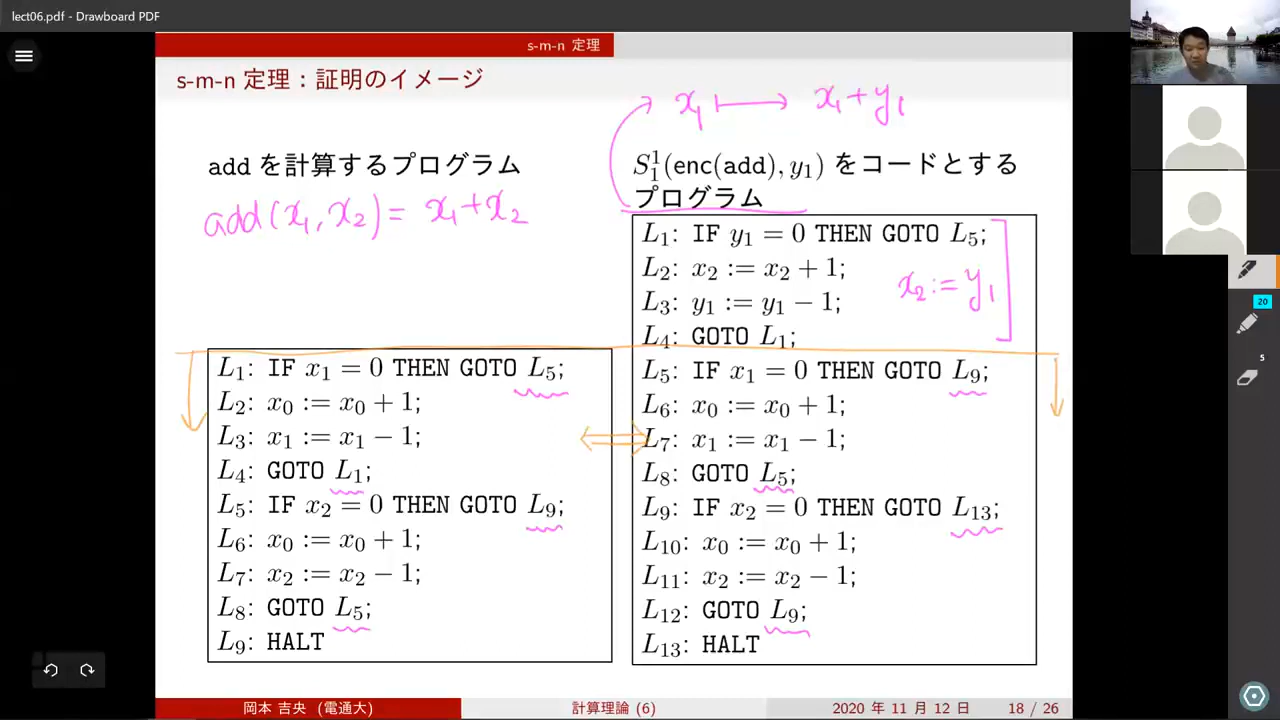 lect06.pdf - Drawboard PDF
s-m-n 定理
s-m-n 定理：証明のイメージ
x₁ ⟼ x₁+y₁
add を計算するプログラム
add(x₁, x₂) = x₁+x₂
S₁¹(enc(add), y₁) をコードとする
プログラム
L₁: IF x₁ = 0 THEN GOTO L₅;
L₂: x₀ := x₀ + 1;
L₃: x₁ := x₁ − 1;
L₄: GOTO L₁;
L₅: IF x₂ = 0 THEN GOTO L₉;
L₆: x₀ := x₀ + 1;
L₇: x₂ := x₂ − 1;
L₈: GOTO L₅;
L₉: HALT
L₁: IF y₁ = 0 THEN GOTO L₅;
L₂: x₂ := x₂ + 1;
x₂ := y₁
L₃: y₁ := y₁ − 1;
L₄: GOTO L₁;
L₅: IF x₁ = 0 THEN GOTO L₉;
L₆: x₀ := x₀ + 1;
L₇: x₁ := x₁ − 1;
L₈: GOTO L₅;
L₉: IF x₂ = 0 THEN GOTO L₁₃;
L₁₀: x₀ := x₀ + 1;
L₁₁: x₂ := x₂ − 1;
L₁₂: GOTO L₉;
L₁₃: HALT
20
5
岡本 吉央 (電通大)
計算理論 (6)
2020 年 11 月 12 日
18 / 26